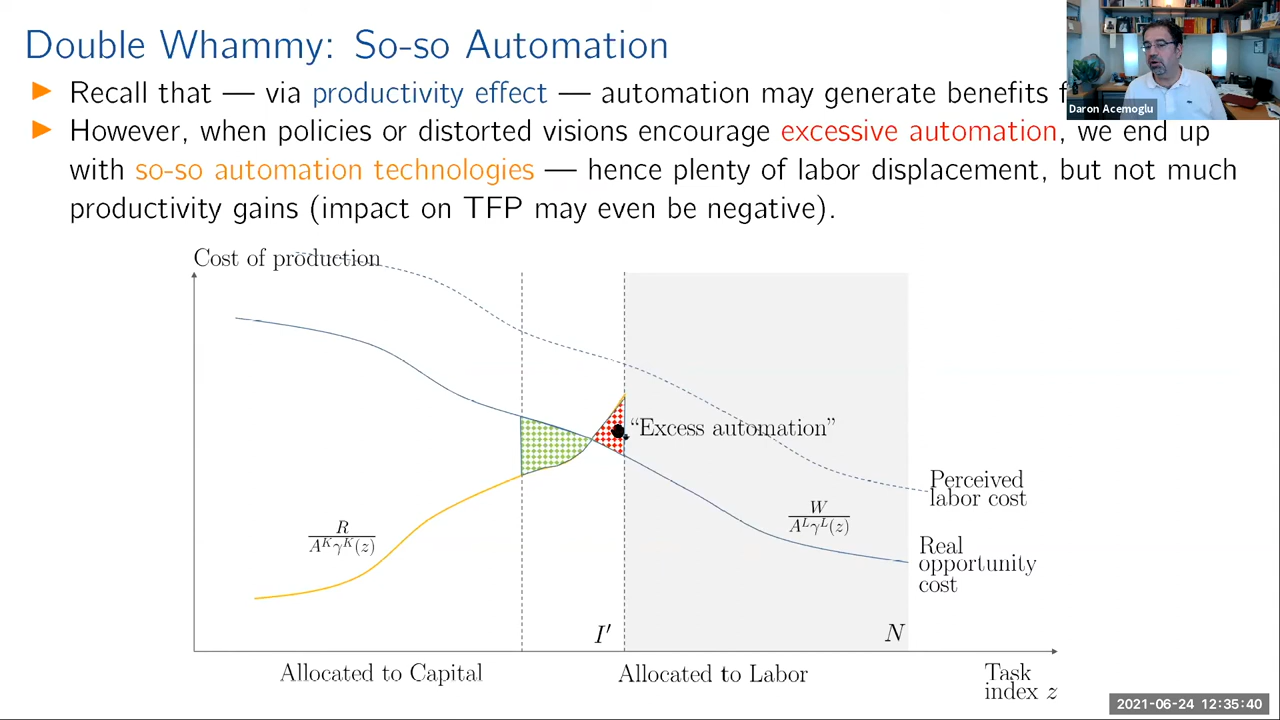 Double Whammy: So-so Automation
Recall that — via productivity effect — automation may generate benefits
Daron Acemoglu
However, when policies or distorted visions encourage excessive automation, we end up
with so-so automation technologies — hence plenty of labor displacement, but not much
productivity gains (impact on TFP may even be negative).
Cost of production
“Excess automation”
Perceived
labor cost
R
A^K γ^K(z)
W
A^L γ^L(z)
Real
opportunity
cost
I′
N
Allocated to Capital
Allocated to Labor
Task
index z
2021-06-24 12:35:40